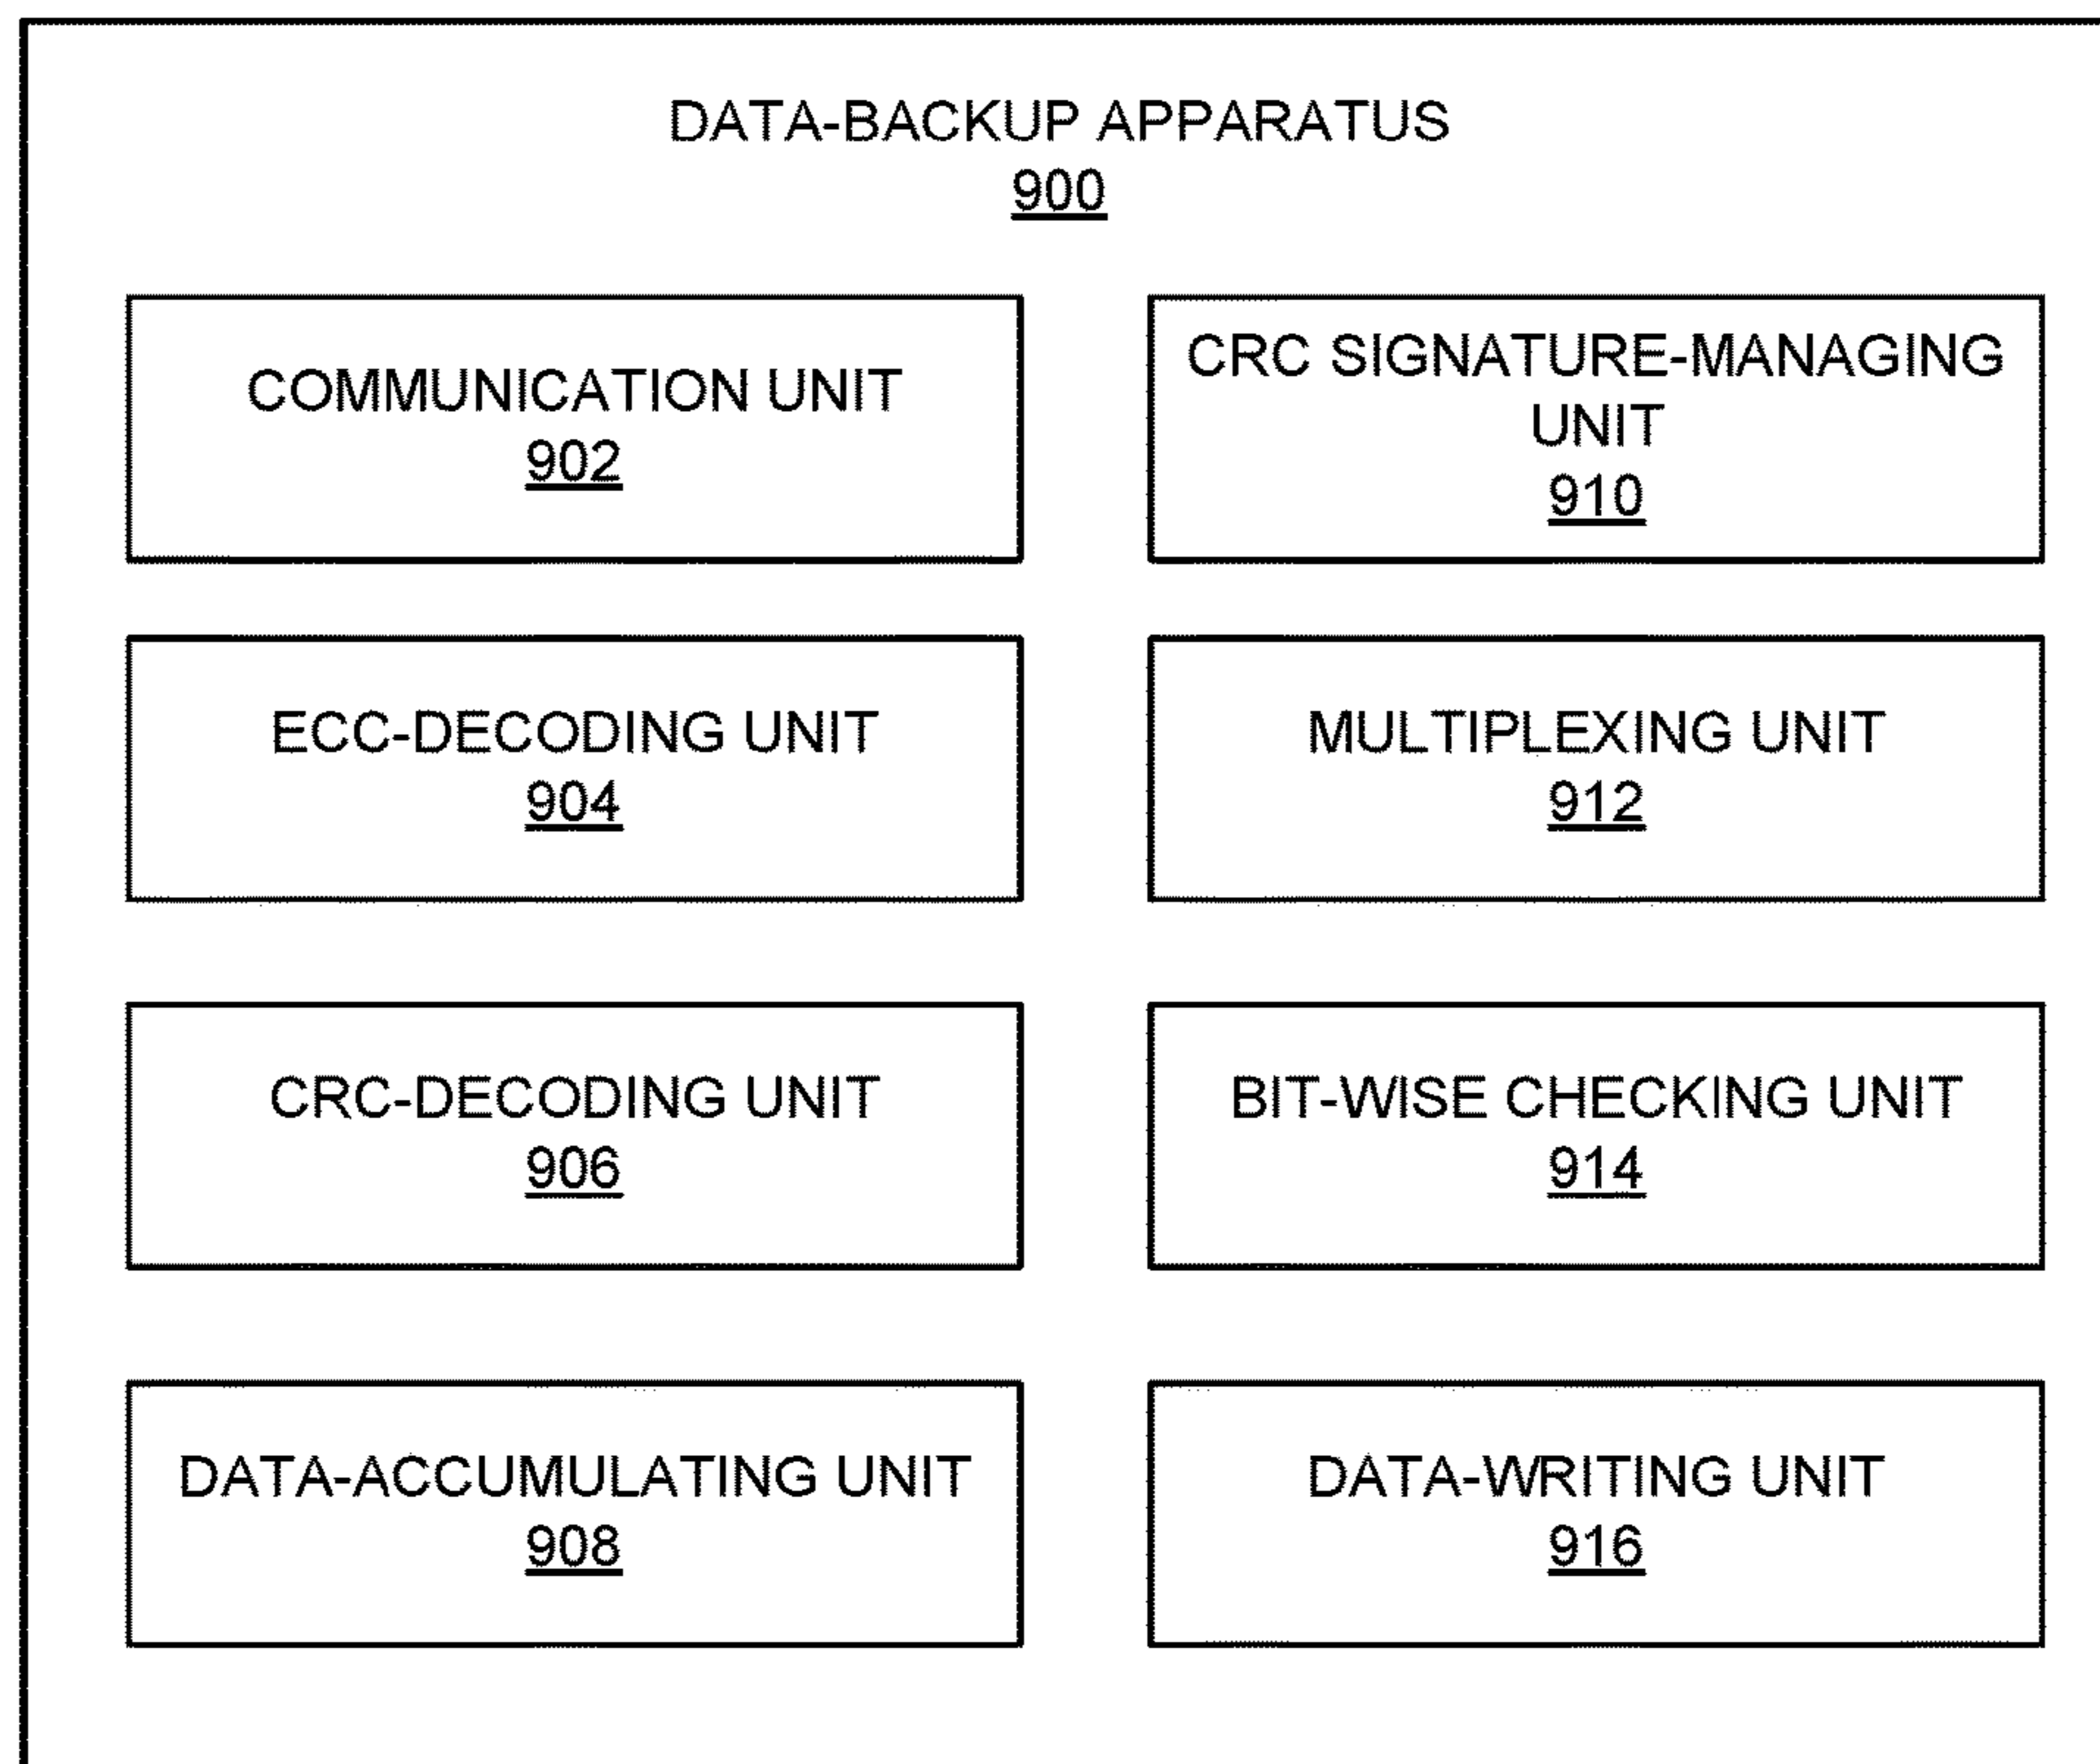 DATA-BACKUP APPARATUS
900
COMMUNICATION UNIT
902
CRC SIGNATURE-MANAGING
UNIT
910
ECC-DECODING UNIT
904
MULTIPLEXING UNIT
912
CRC-DECODING UNIT
906
BIT-WISE CHECKING UNIT
914
DATA-ACCUMULATING UNIT
908
DATA-WRITING UNIT
916